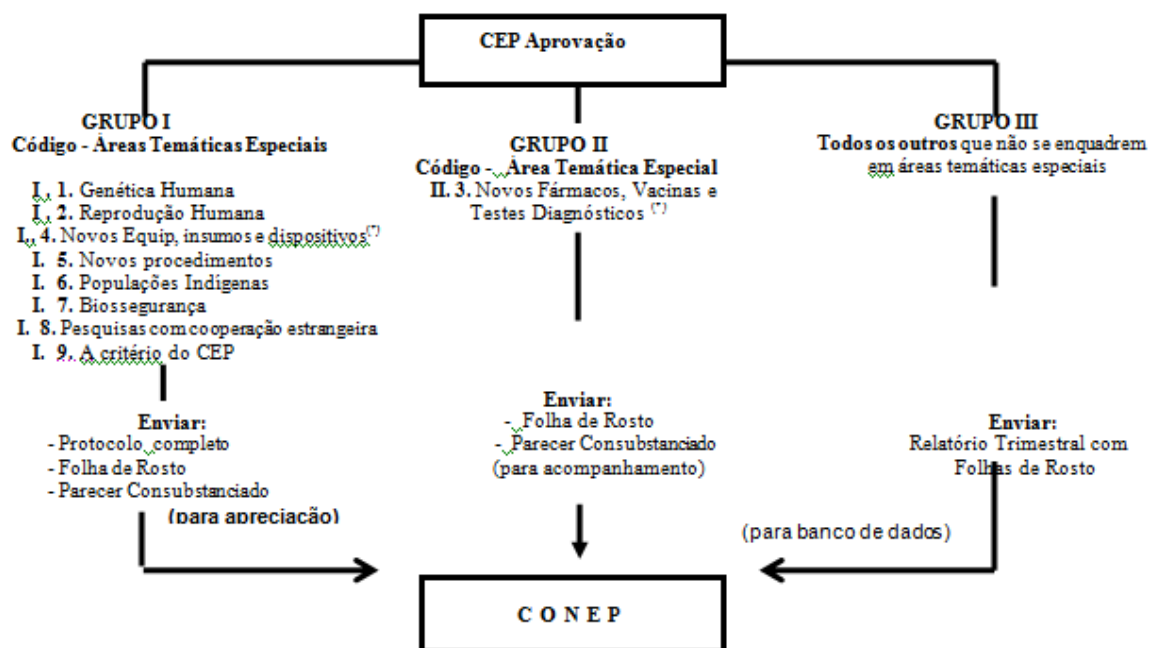 CEP Aprovação
GRUPO I
Código - Áreas Temáticas Especiais
I , 1. Genética Humana
I , 2. Reprodução Humana
I,, 4. Novos Equip, insumos e dispositivos(*)
I. 5. Novos procedimentos
I. 6. Populações Indígenas
I. 7. Biossegurança
I. 8. Pesquisas com cooperação estrangeira
I. 9. A critério do CEP
Enviar:
- Protocolo completo
- Folha de Rosto
- Parecer Consubstanciado
(para apreciação)
GRUPO II
Código - Área Temática Especial
II. 3. Novos Fármacos, Vacinas e
Testes Diagnósticos (*)
Enviar:
- Folha de Rosto
- Parecer Consubstanciado
(para acompanhamento)
GRUPO III
Todos os outros que não se enquadrem
em áreas temáticas especiais
Enviar:
Relatório Trimestral com
Folhas de Rosto
(para banco de dados)
C O N E P